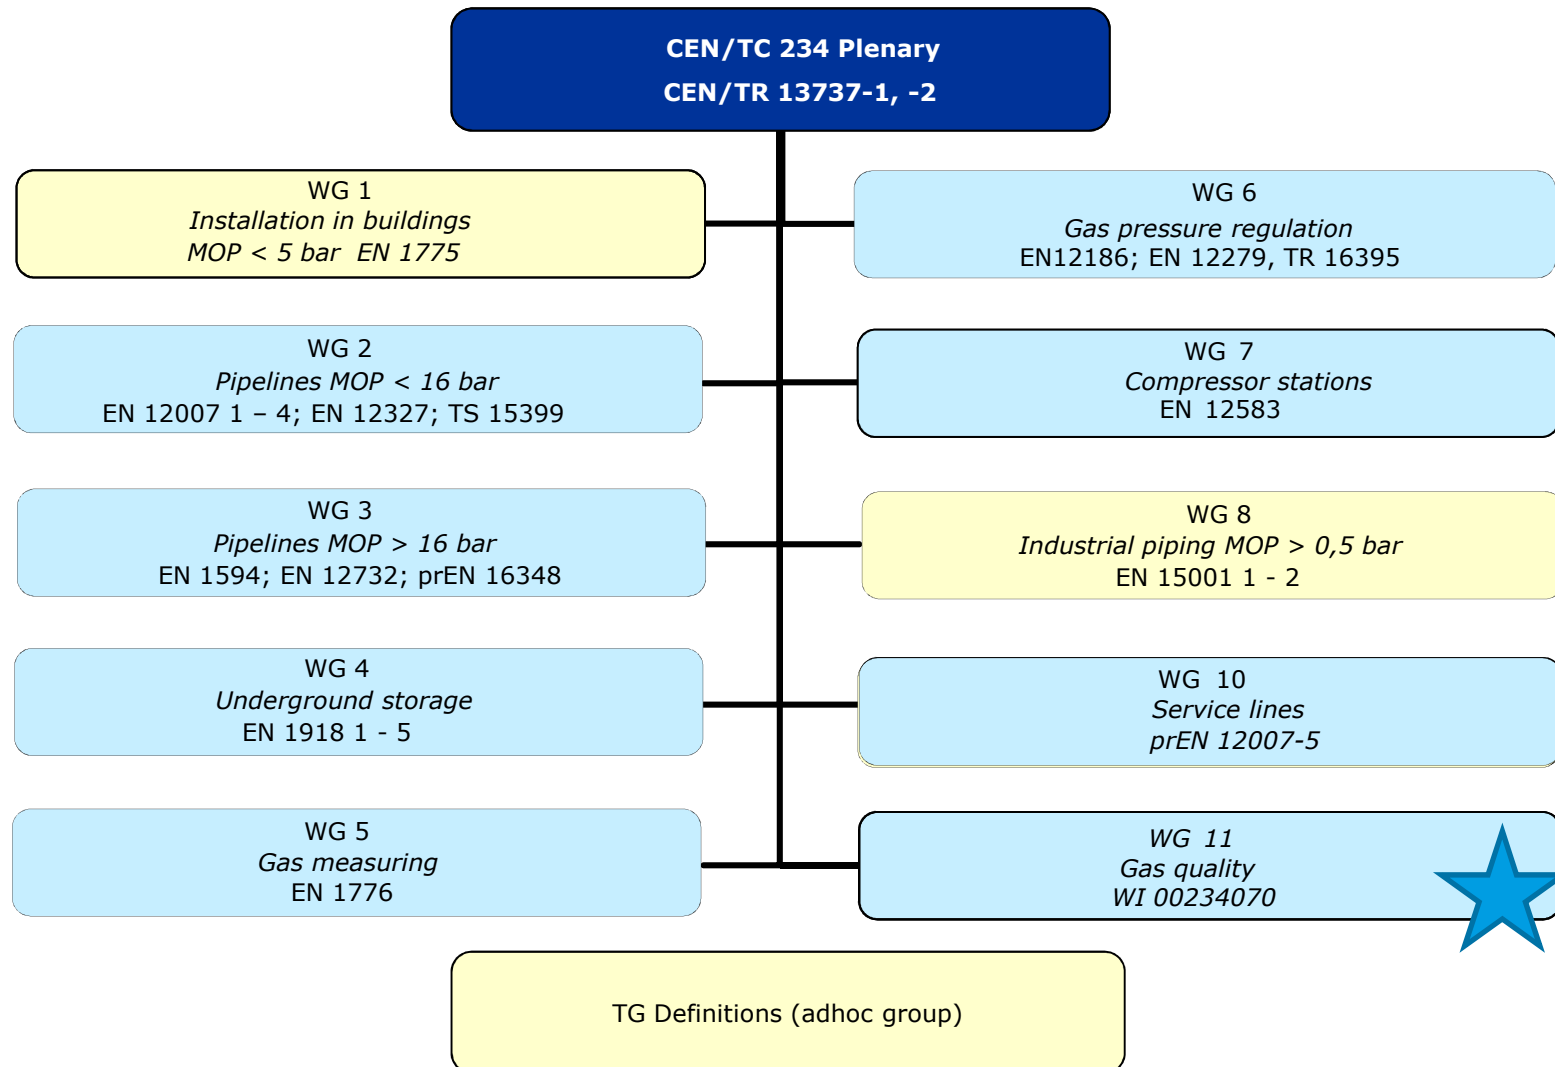 CEN/TC 234 Plenary
CEN/TR 13737-1, -2
WG 1
Installation in buildings
MOP < 5 bar EN 1775
WG 6
Gas pressure regulation
EN12186; EN 12279, TR 16395
WG 2
Pipelines MOP < 16 bar
EN 12007 1 – 4; EN 12327; TS 15399
WG 7
Compressor stations
EN 12583
WG 3
Pipelines MOP > 16 bar
EN 1594; EN 12732; prEN 16348
WG 8
Industrial piping MOP > 0,5 bar
EN 15001 1 - 2
WG 4
Underground storage
EN 1918 1 - 5
WG 10
Service lines
prEN 12007-5
WG 5
Gas measuring
EN 1776
WG 11
Gas quality
WI 00234070
TG Definitions (adhoc group)